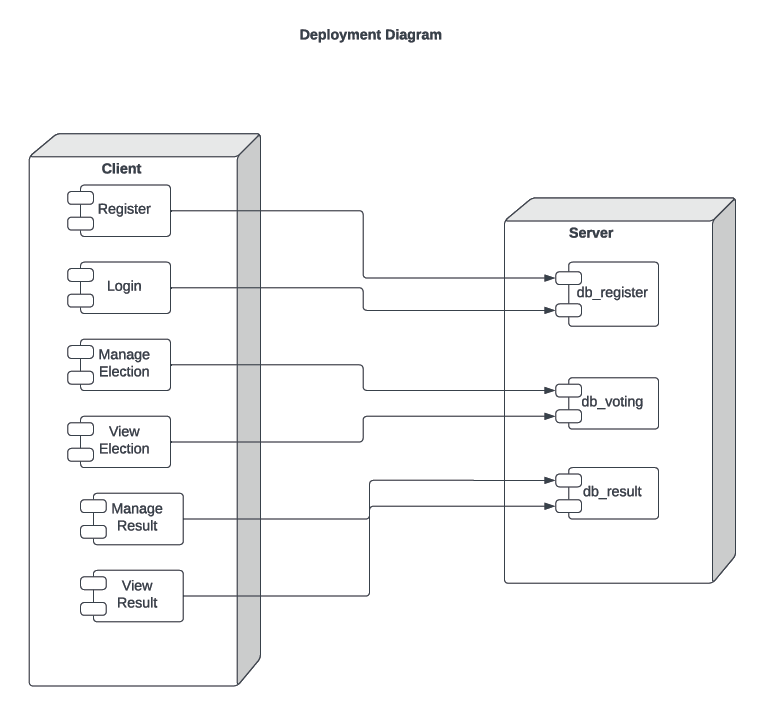 Deployment Diagram
Client
Register
Login
Manage
Election
View
Election
Manage
Result
View
Result
Server
db_register
db_voting
db_result